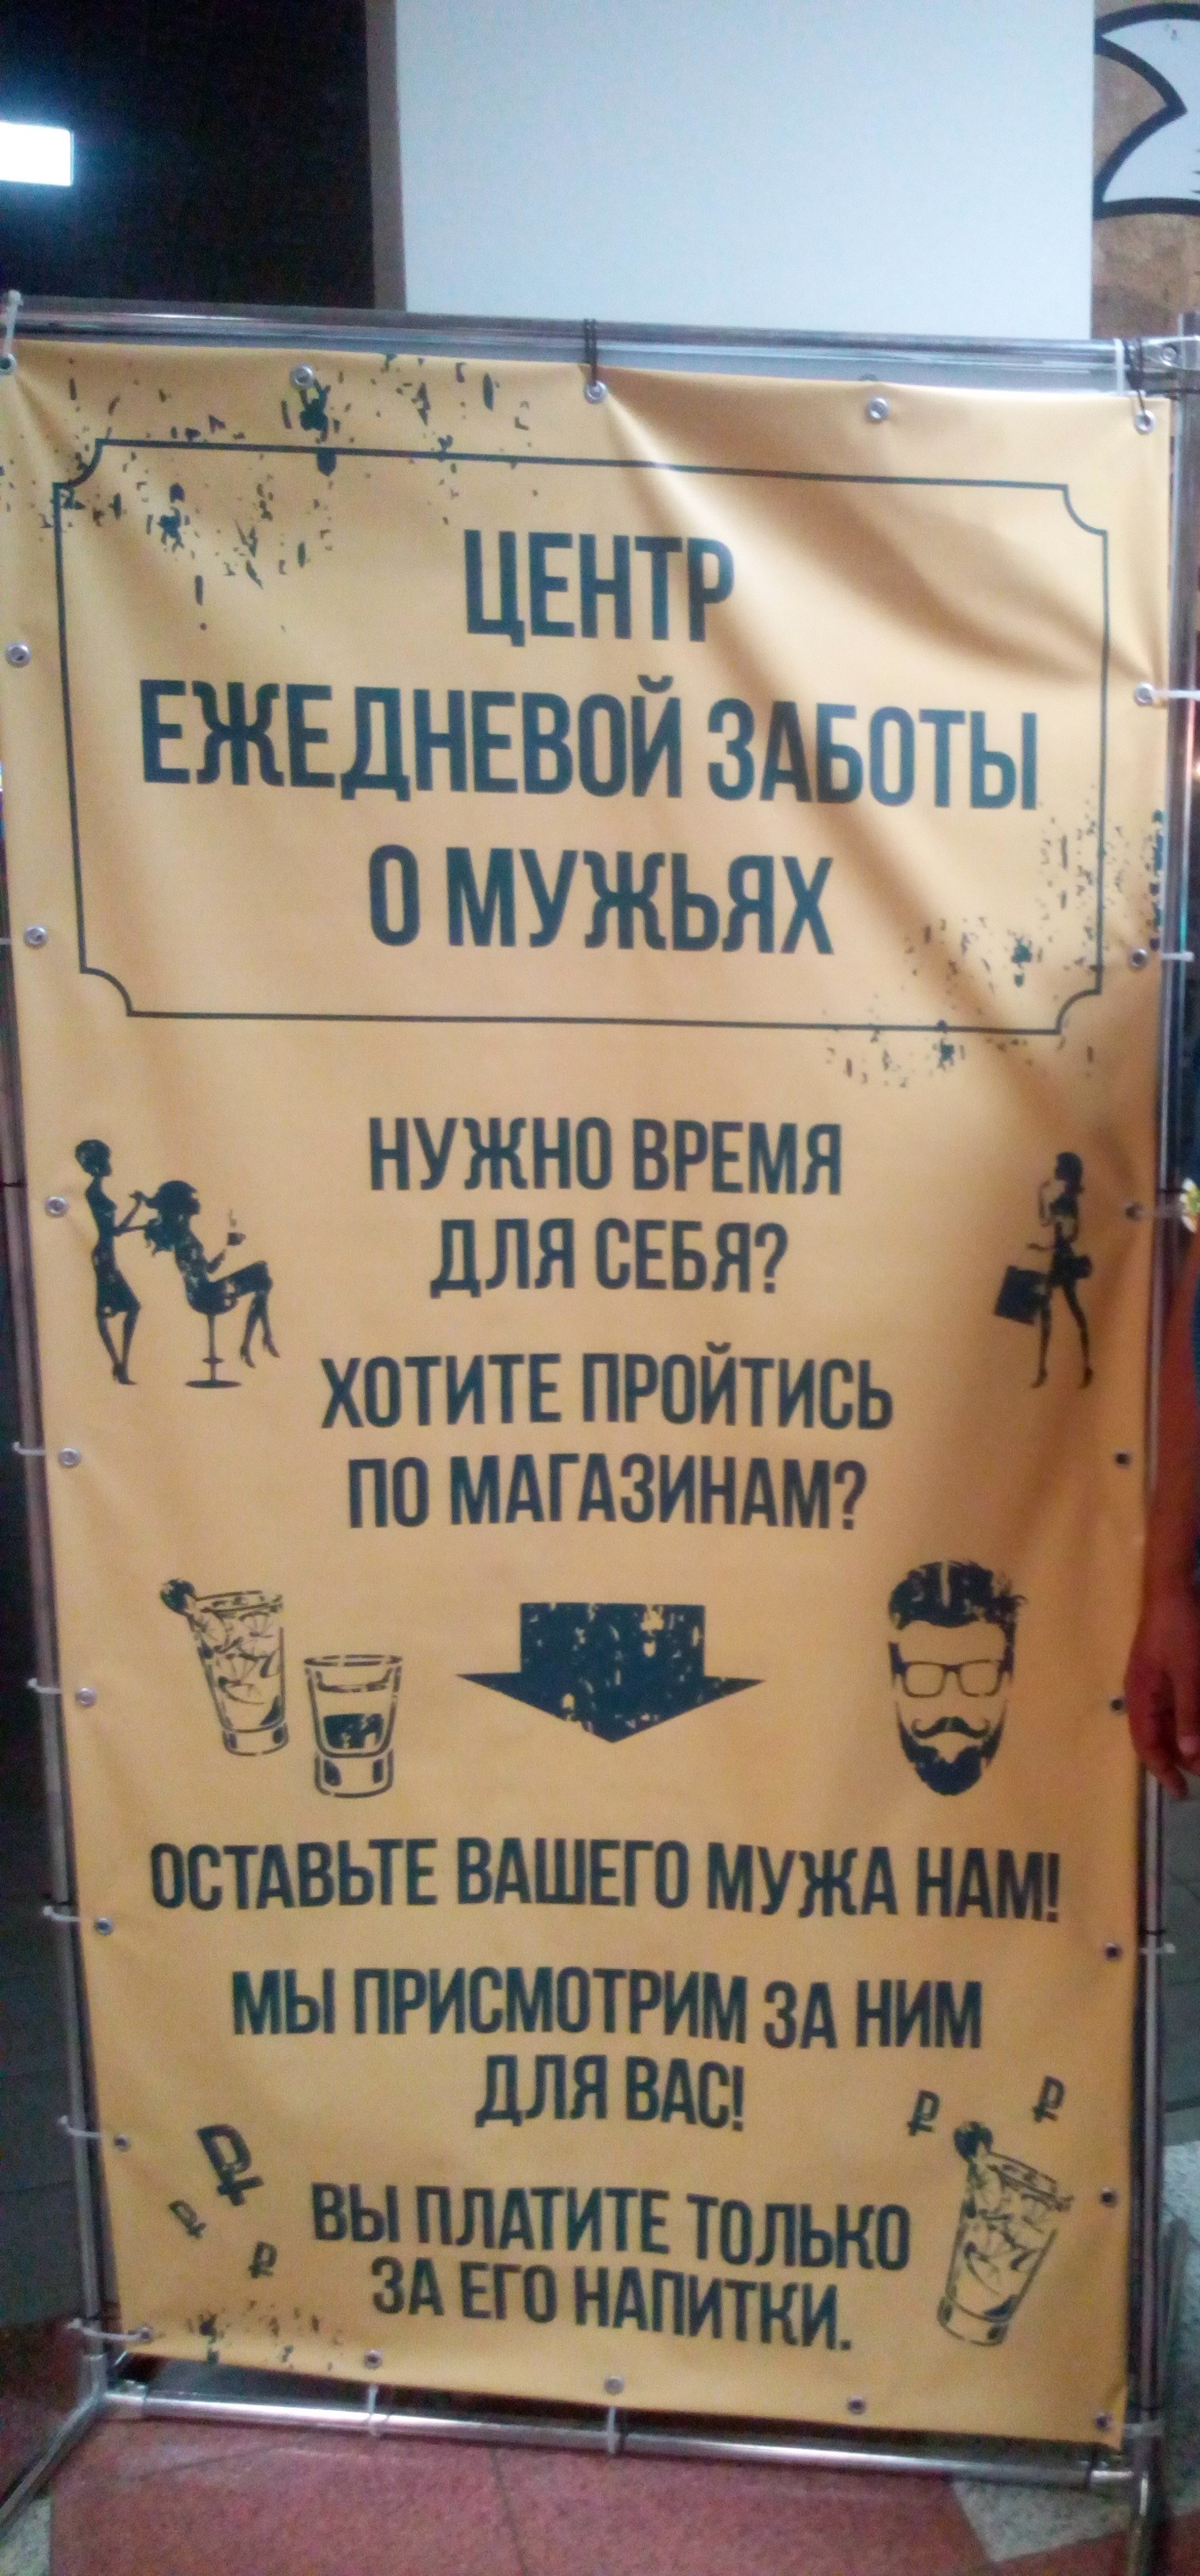 ЦЕНТР
ЕЖЕДНЕВОЙ ЗАБОТЫ
О МУЖЬЯХ
НУЖНО ВРЕМЯ
ДЛЯ СЕБЯ?
ХОТИТЕ ПРОЙТИСЬ
ПО МАГАЗИНАМ?
ОСТАВЬТЕ ВАШЕГО МУЖА НАМ!
МЫ ПРИСМОТРИМ ЗА НИМ
ДЛЯ ВАС!
ВЫ ПЛАТИТЕ ТОЛЬКО
ЗА ЕГО НАПИТКИ.